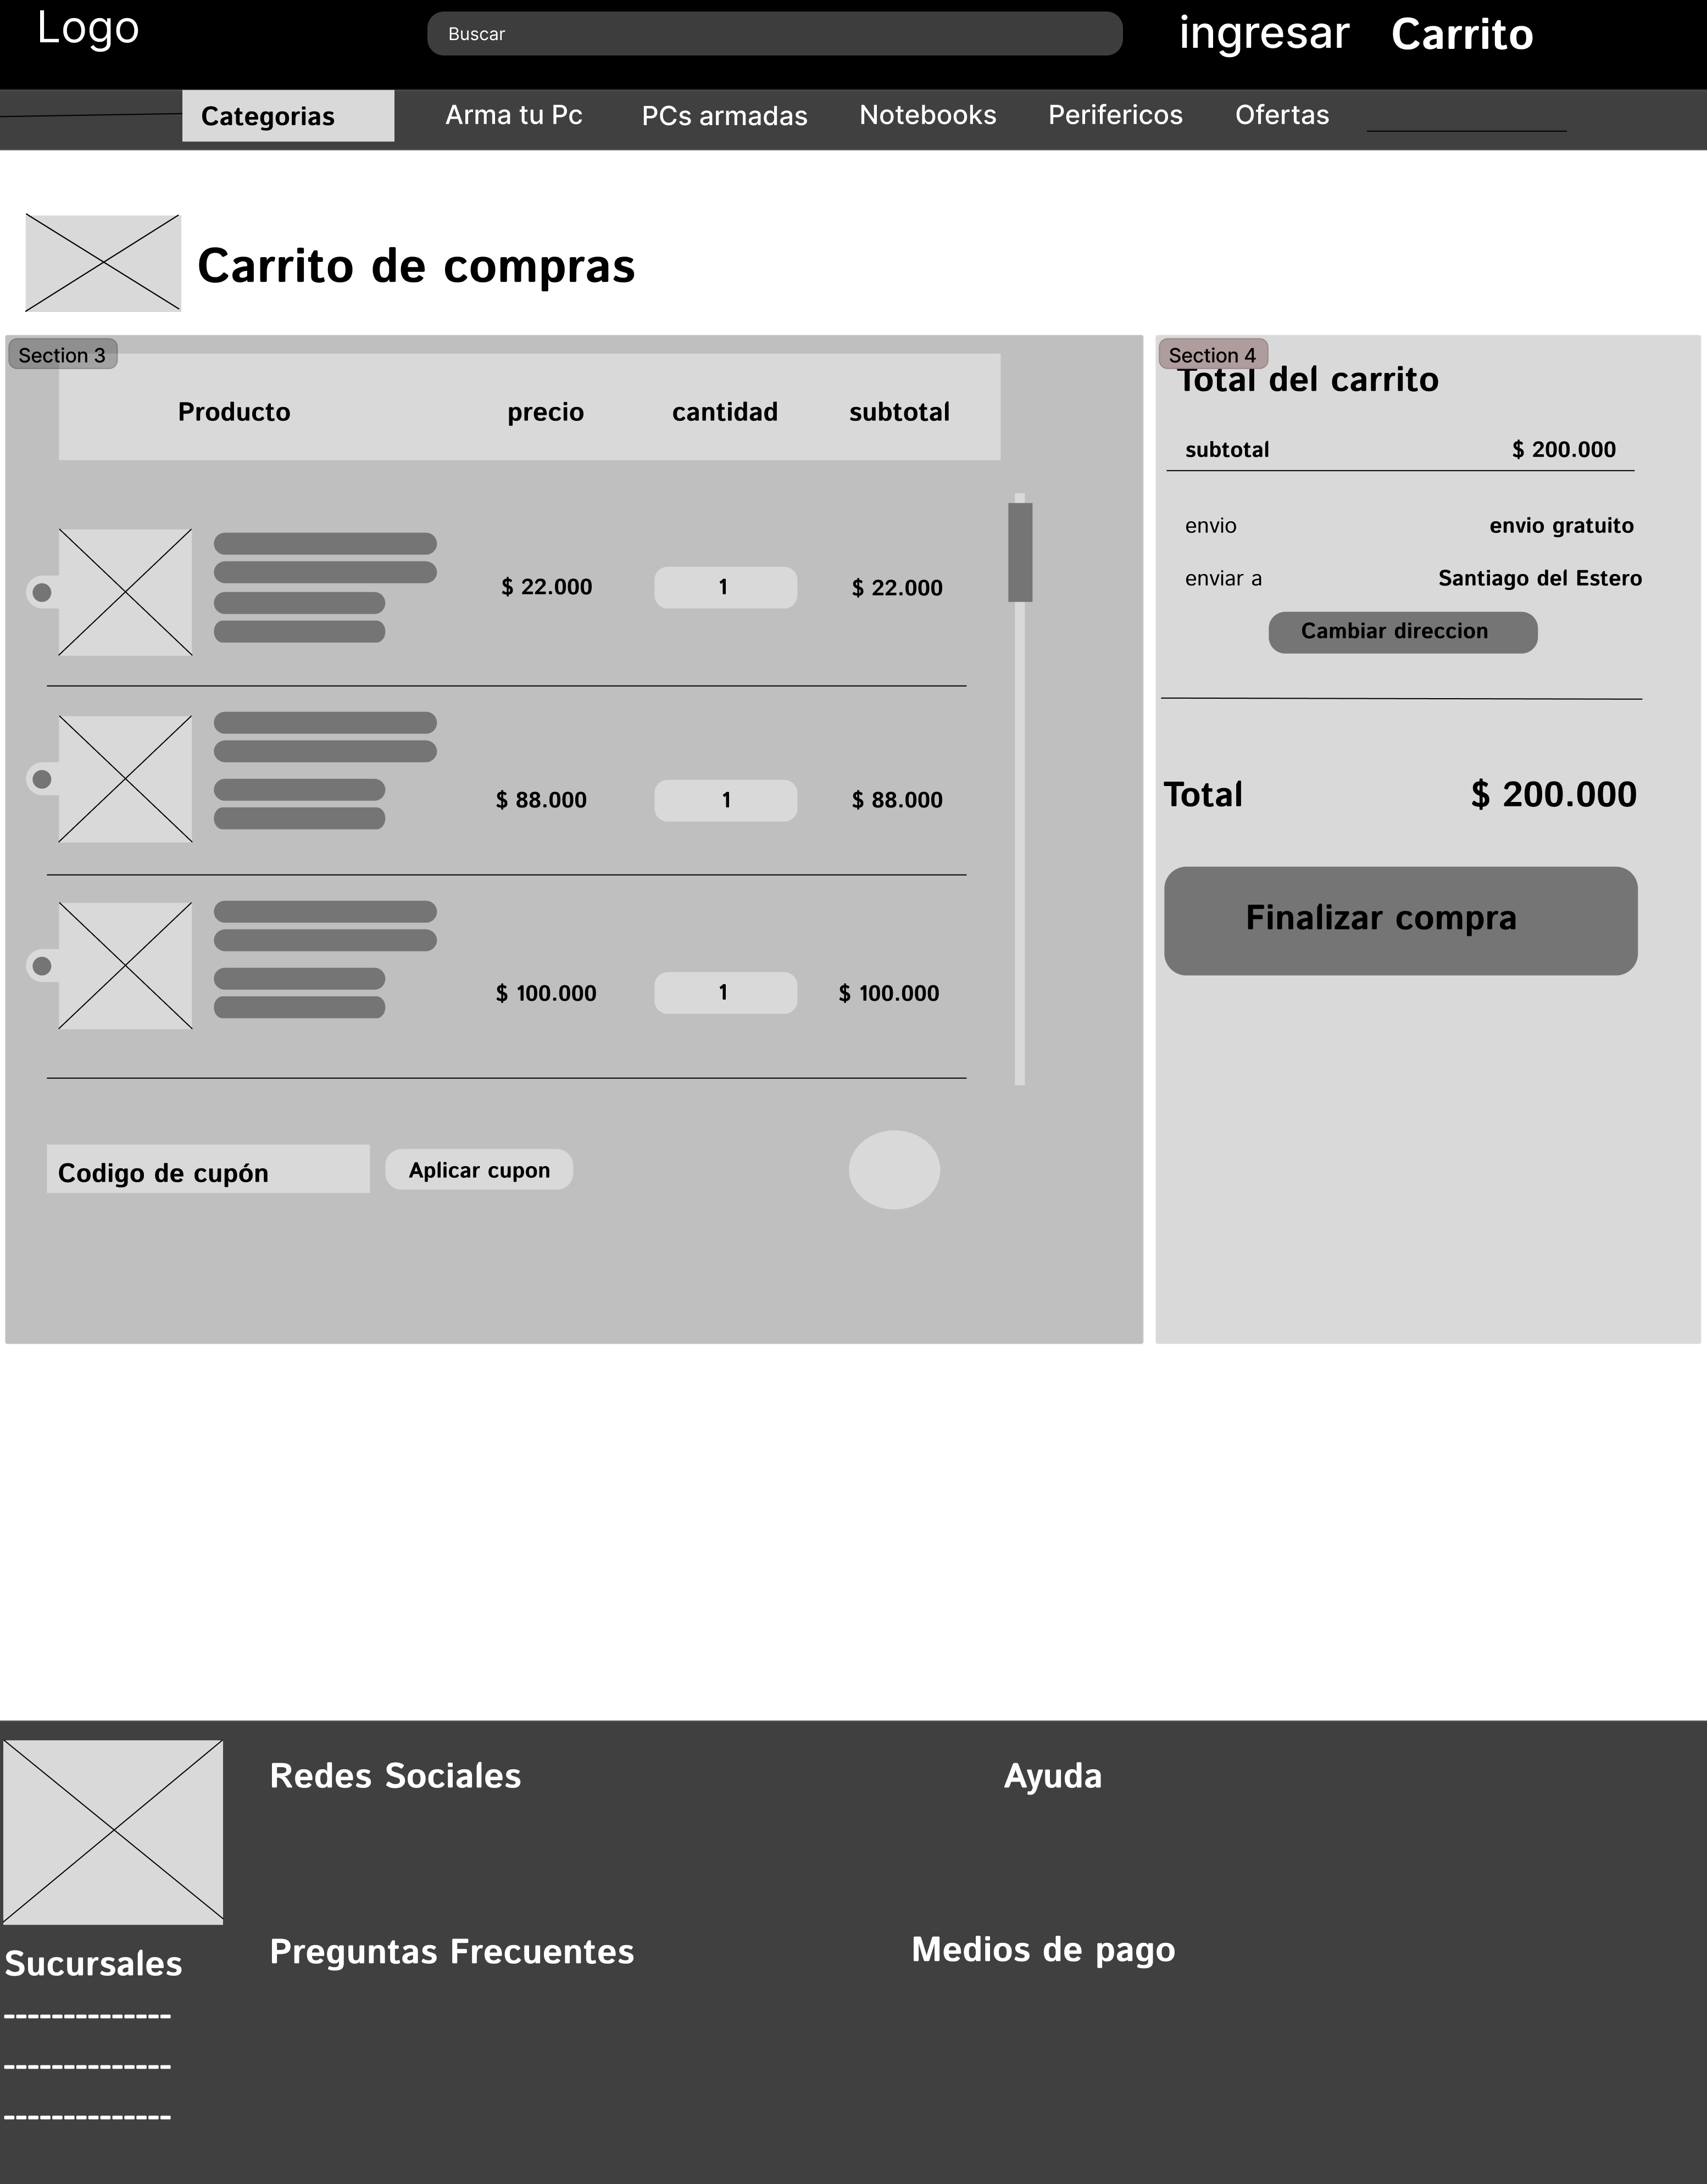 Logo
Buscar
ingresar
Carrito
Categorias
Arma tu Pc
PCs armadas
Notebooks
Perifericos
Ofertas
Carrito de compras
Section 3
Producto
precio
cantidad
subtotal
$ 22.000
1
$ 22.000
$ 88.000
1
$ 88.000
$ 100.000
1
$ 100.000
Codigo de cupón
Aplicar cupon
Section 4
Total del carrito
subtotal
$ 200.000
envio
envio gratuito
enviar a
Santiago del Estero
Cambiar direccion
Total
$ 200.000
Finalizar compra
Redes Sociales
Ayuda
Sucursales
Preguntas Frecuentes
Medios de pago
--------------
--------------
--------------